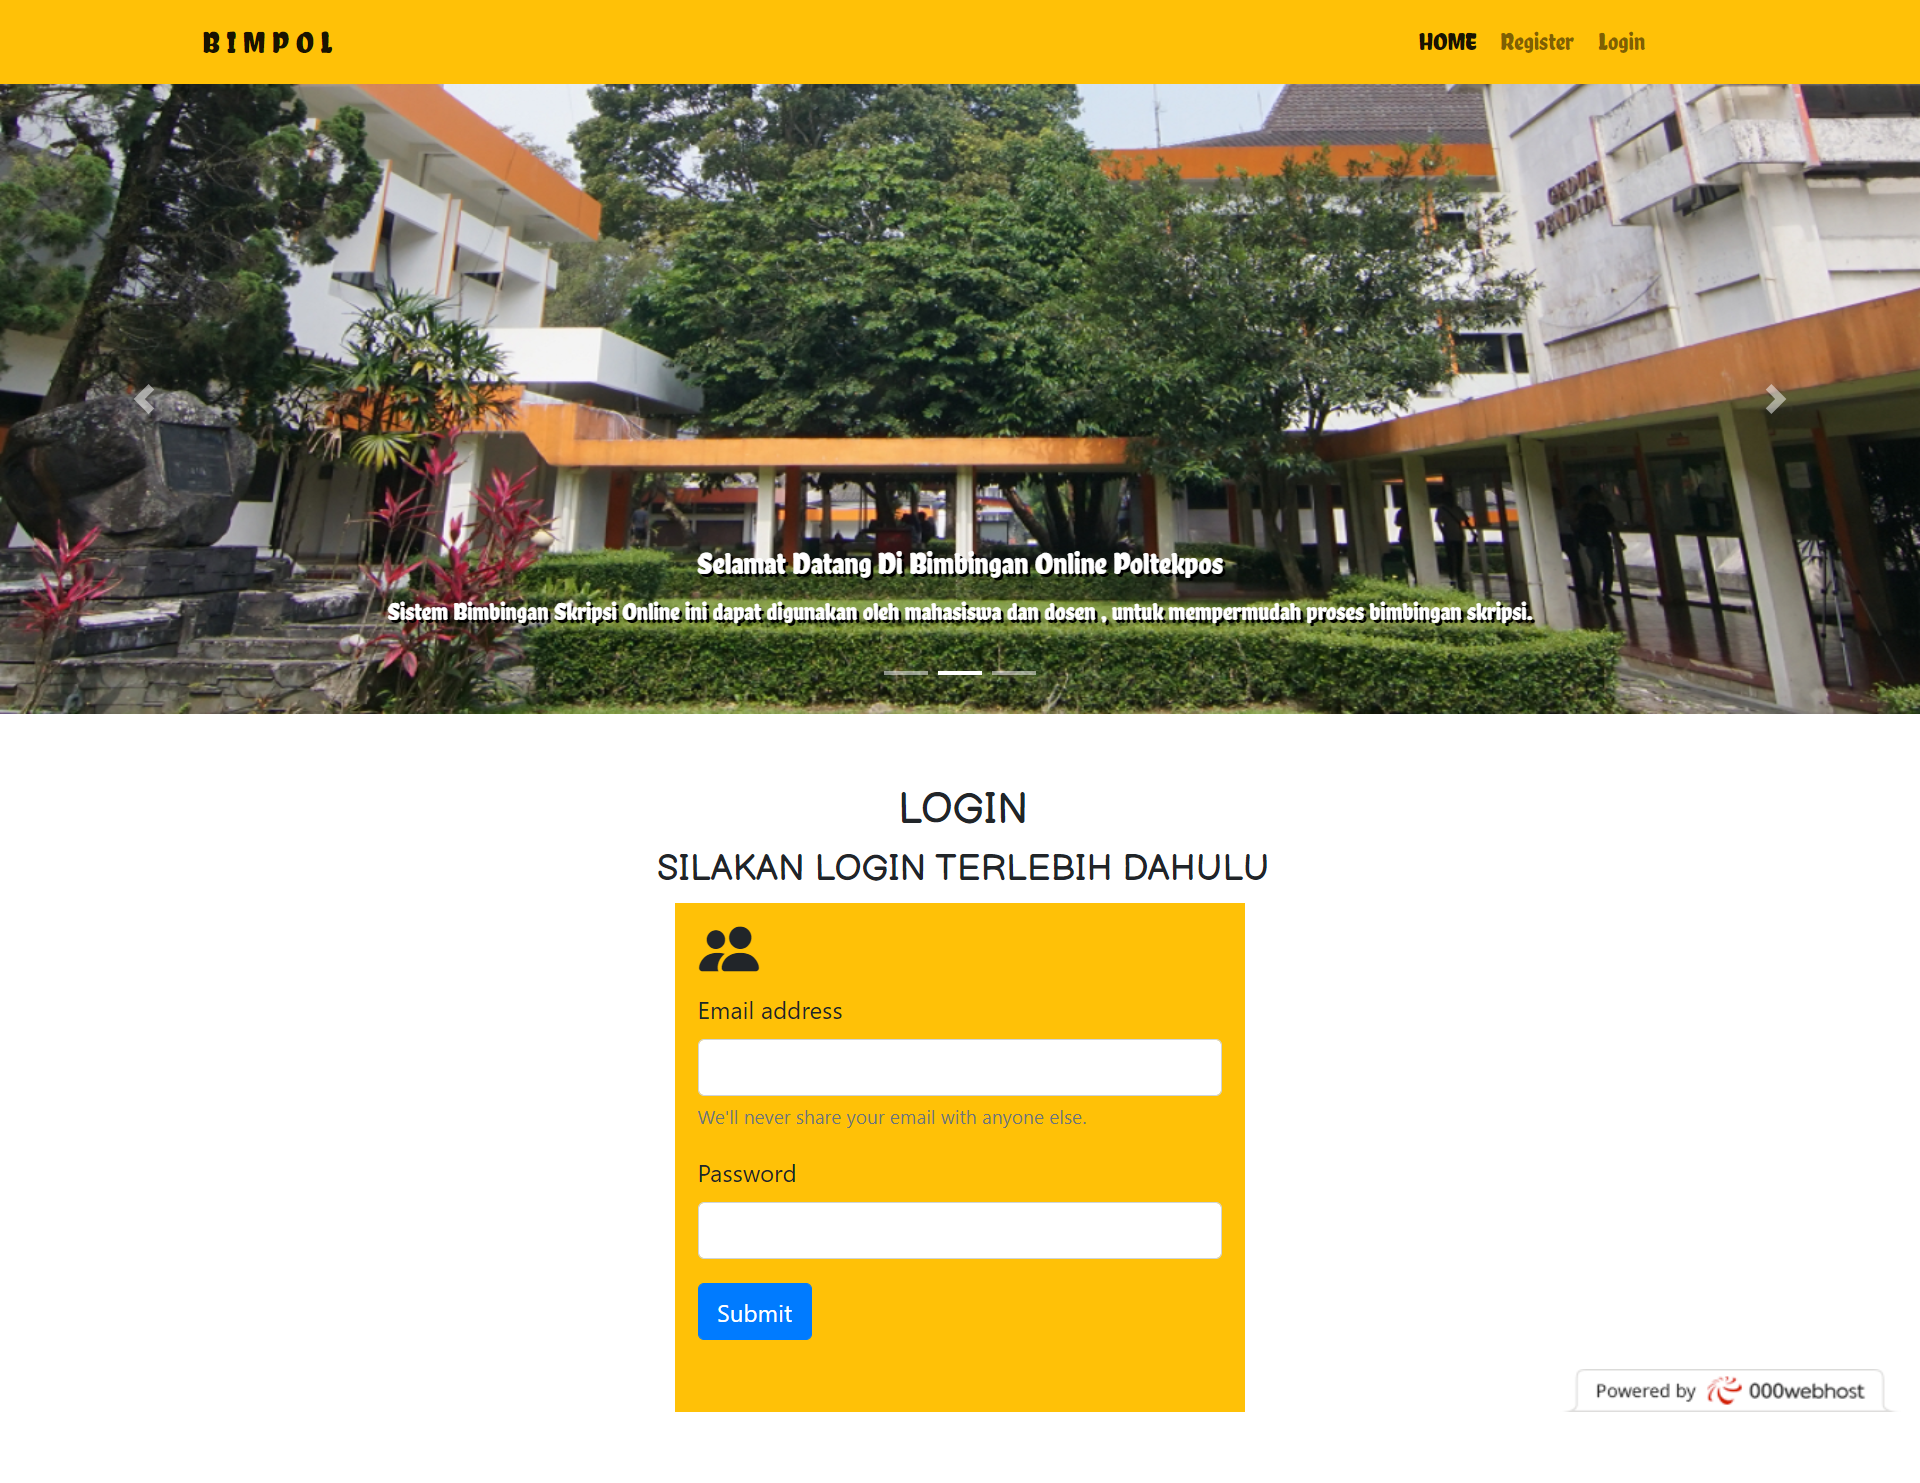 BIMPOL
HOME Register Login
GEDUN
PENDIDI
Selamat Datang Di Bimbingan Online Poltekpos
Sistem Bimbingan Skripsi Online ini dapat digunakan oleh mahasiswa dan dosen , untuk mempermudah proses bimbingan skripsi.
LOGIN
SILAKAN LOGIN TERLEBIH DAHULU
Email address
We'll never share your email with anyone else.
Password
Submit
Powered by 000webhost